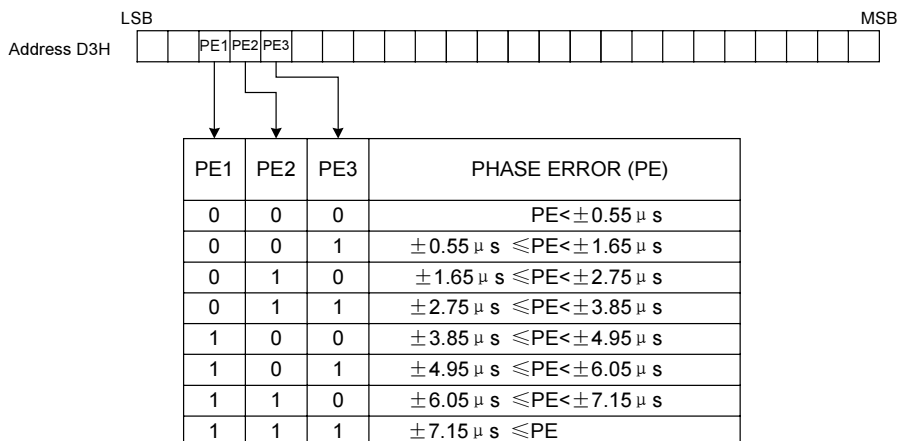 LSB MSB
Address D3H PE1 PE2 PE3
PE1 PE2 PE3 PHASE ERROR (PE)
0 0 0 PE<±0.55μs
0 0 1 ±0.55μs ≤PE<±1.65μs
0 1 0 ±1.65μs ≤PE<±2.75μs
0 1 1 ±2.75μs ≤PE<±3.85μs
1 0 0 ±3.85μs ≤PE<±4.95μs
1 0 1 ±4.95μs ≤PE<±6.05μs
1 1 0 ±6.05μs ≤PE<±7.15μs
1 1 1 ±7.15μs ≤PE